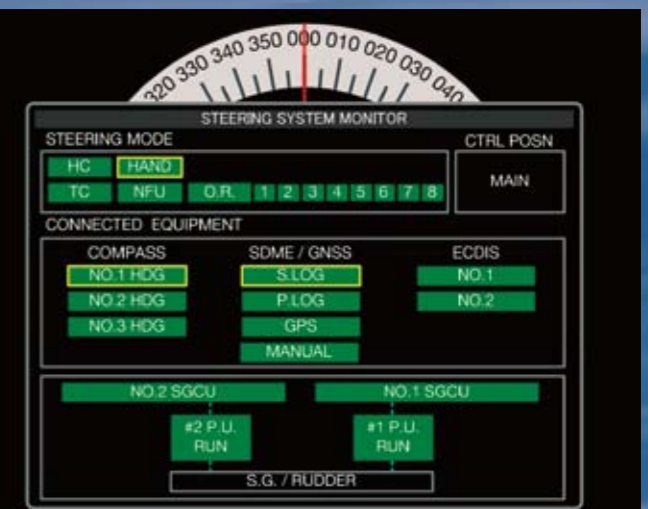 320 330 340 350 000 010 020 030 040
STEERING SYSTEM MONITOR
STEERING MODE CTRL POSN
HC HAND
MAIN
TC NFU O.R. 1 2 3 4 5 6 7 8
CONNECTED EQUIPMENT
COMPASS SDME / GNSS ECDIS
NO.1 HDG S.LOG NO.1
NO.2 HDG P.LOG NO.2
NO.3 HDG GPS
MANUAL
NO.2 SGCU NO.1 SGCU
#2 P.U. #1 P.U.
RUN RUN
S.G. / RUDDER